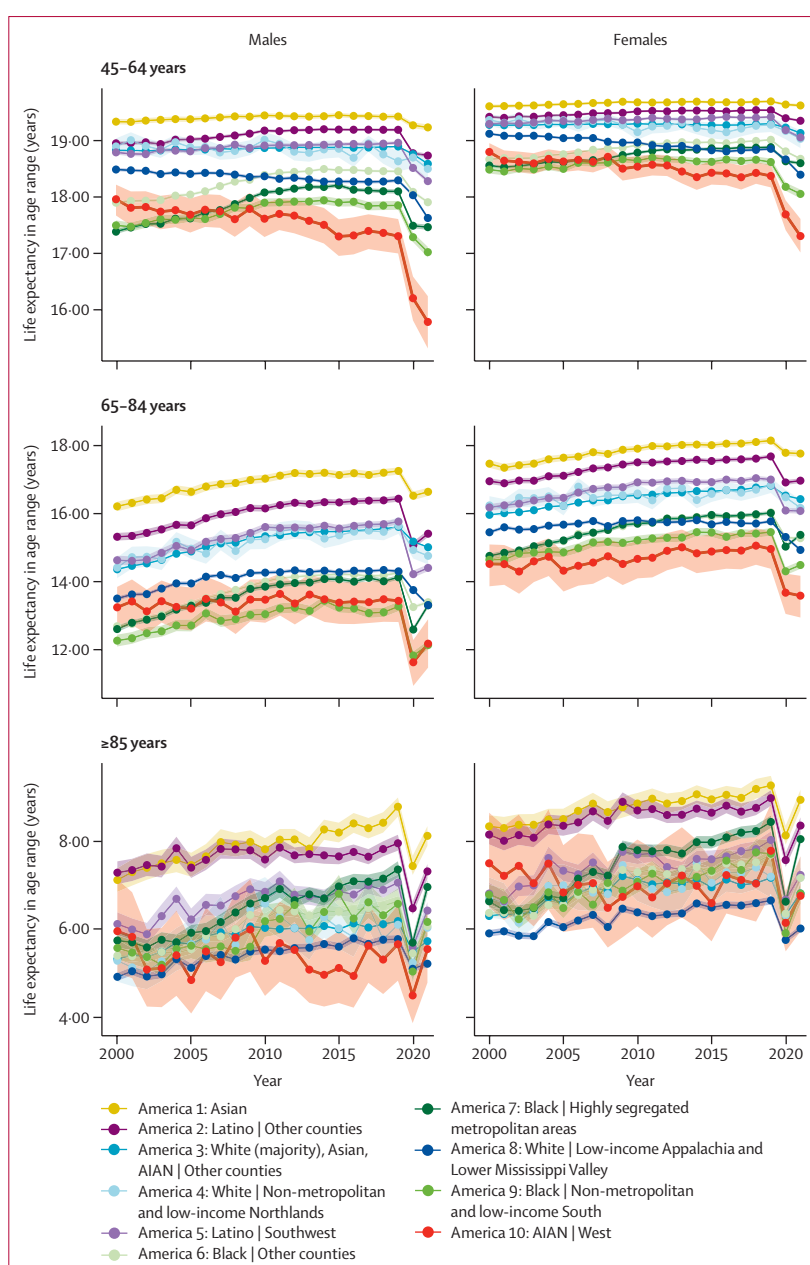 Males
Females
45–64 years
Life expectancy in age range (years)
19·00
18·00
17·00
16·00
65–84 years
Life expectancy in age range (years)
18·00
16·00
14·00
12·00
≥85 years
Life expectancy in age range (years)
8·00
6·00
4·00
2000
2005
2010
2015
2020
2000
2005
2010
2015
2020
Year
Year
America 1: Asian
America 2: Latino | Other counties
America 3: White (majority), Asian,
AIAN | Other counties
America 4: White | Non-metropolitan
and low-income Northlands
America 5: Latino | Southwest
America 6: Black | Other counties
America 7: Black | Highly segregated
metropolitan areas
America 8: White | Low-income Appalachia and
Lower Mississippi Valley
America 9: Black | Non-metropolitan
and low-income South
America 10: AIAN | West